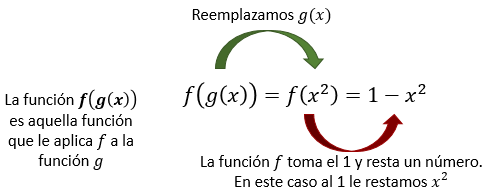 Reemplazamos g(x)
La función f(g(x))
es aquella función
que le aplica f a la
función g
f(g(x)) = f(x²) = 1 − x²
La función f toma el 1 y resta un número.
En este caso al 1 le restamos x²